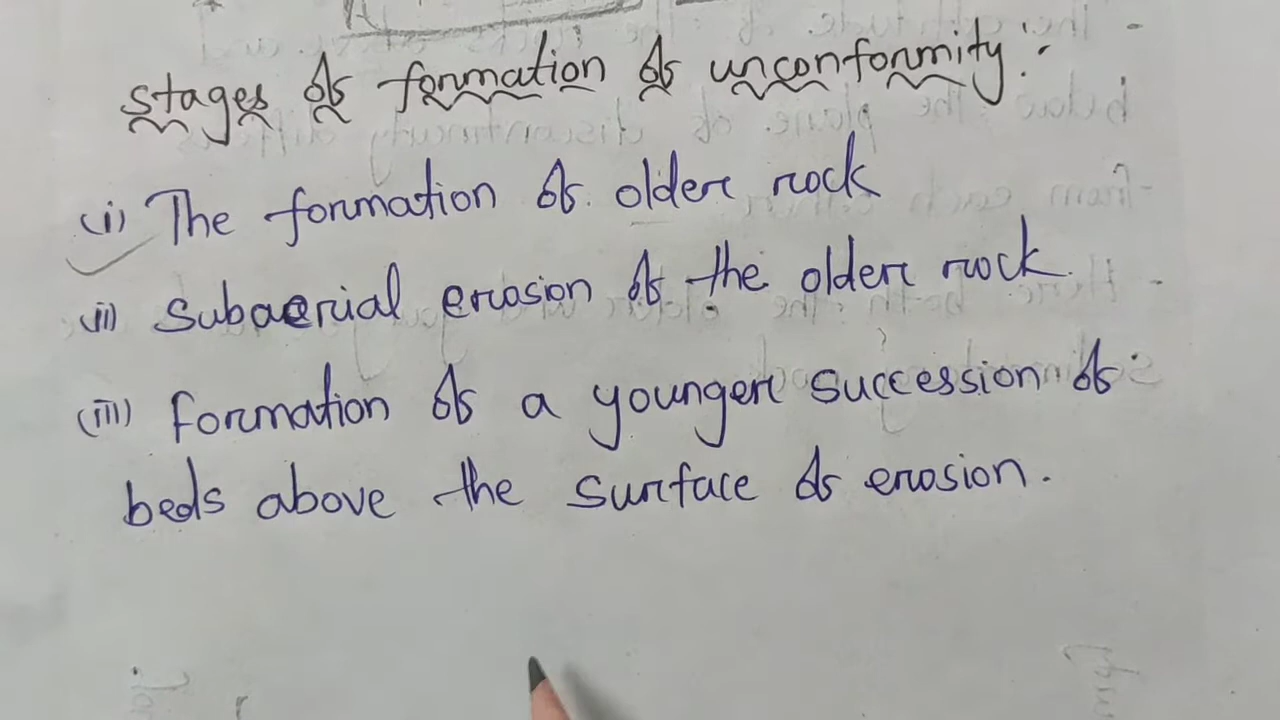 stages of formation of unconformity :-
(i) The formation of older rock
(ii) Subaerial erosion of the older rock.
(iii) formation of a younger succession of
beds above the surface of erosion.